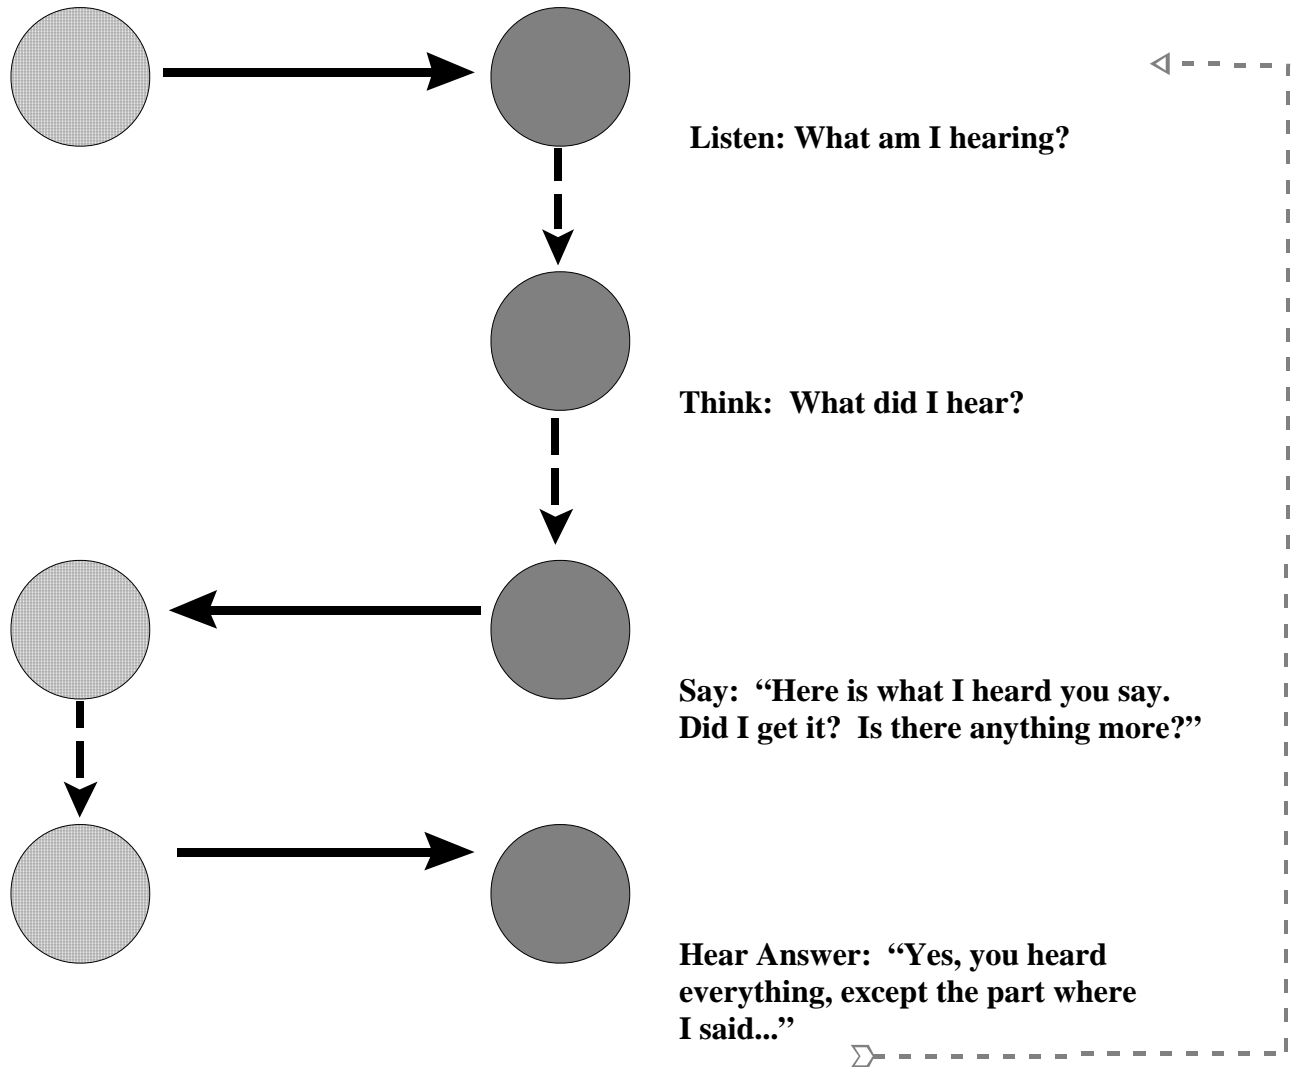 Listen: What am I hearing?
Think:  What did I hear?
Say:  “Here is what I heard you say.
Did I get it?  Is there anything more?”
Hear Answer:  “Yes, you heard
everything, except the part where
I said...”